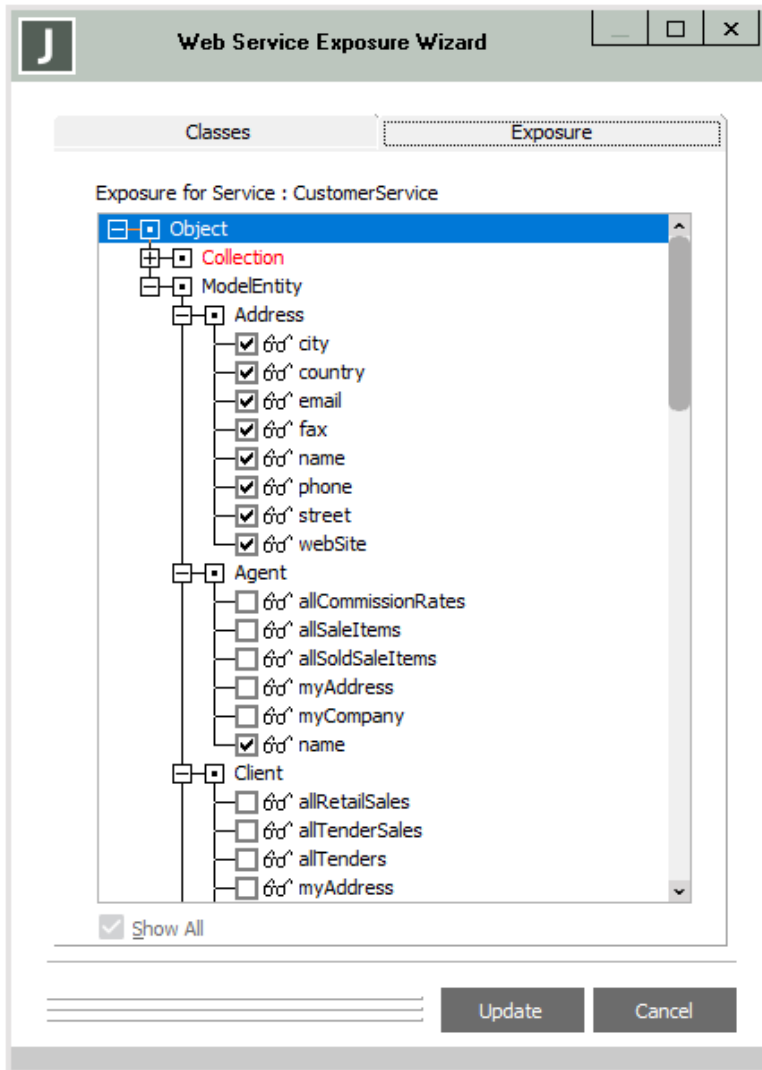 J
Web Service Exposure Wizard
Classes
Exposure
Exposure for Service : CustomerService
Object
Collection
ModelEntity
Address
city
country
email
fax
name
phone
street
webSite
Agent
allCommissionRates
allSaleItems
allSoldSaleItems
myAddress
myCompany
name
Client
allRetailSales
allTenderSales
allTenders
myAddress
Show All
Update
Cancel